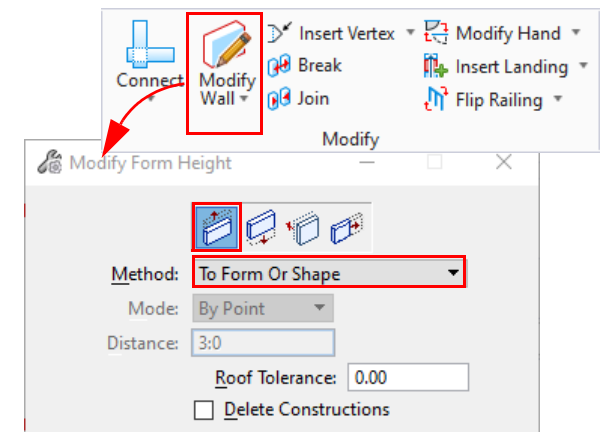 Connect
Modify
Wall
Insert Vertex
Break
Join
Modify Hand
Insert Landing
Flip Railing
Modify
Modify Form Height
Method: To Form Or Shape
Mode: By Point
Distance: 3:0
Roof Tolerance: 0.00
Delete Constructions